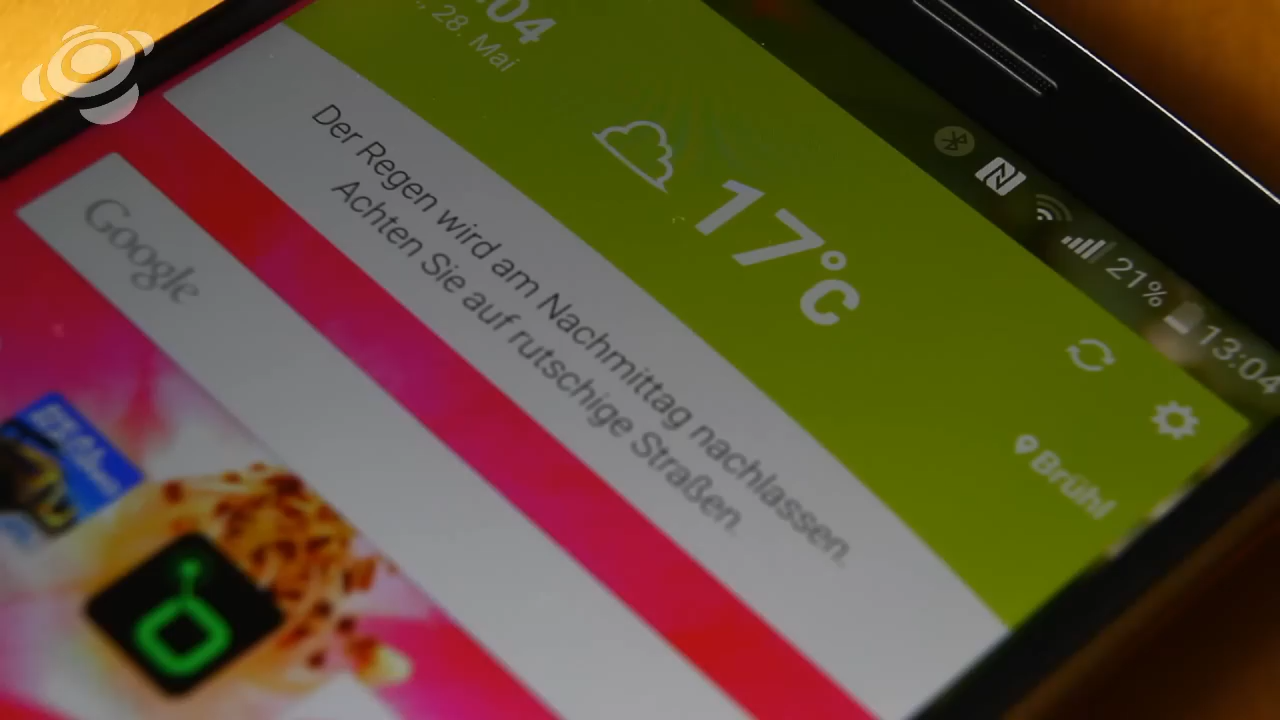 :04
, 28. Mai
21%
13:04
17°C
Brühl
Der Regen wird am Nachmittag nachlassen.
Achten Sie auf rutschige Straßen.
Google